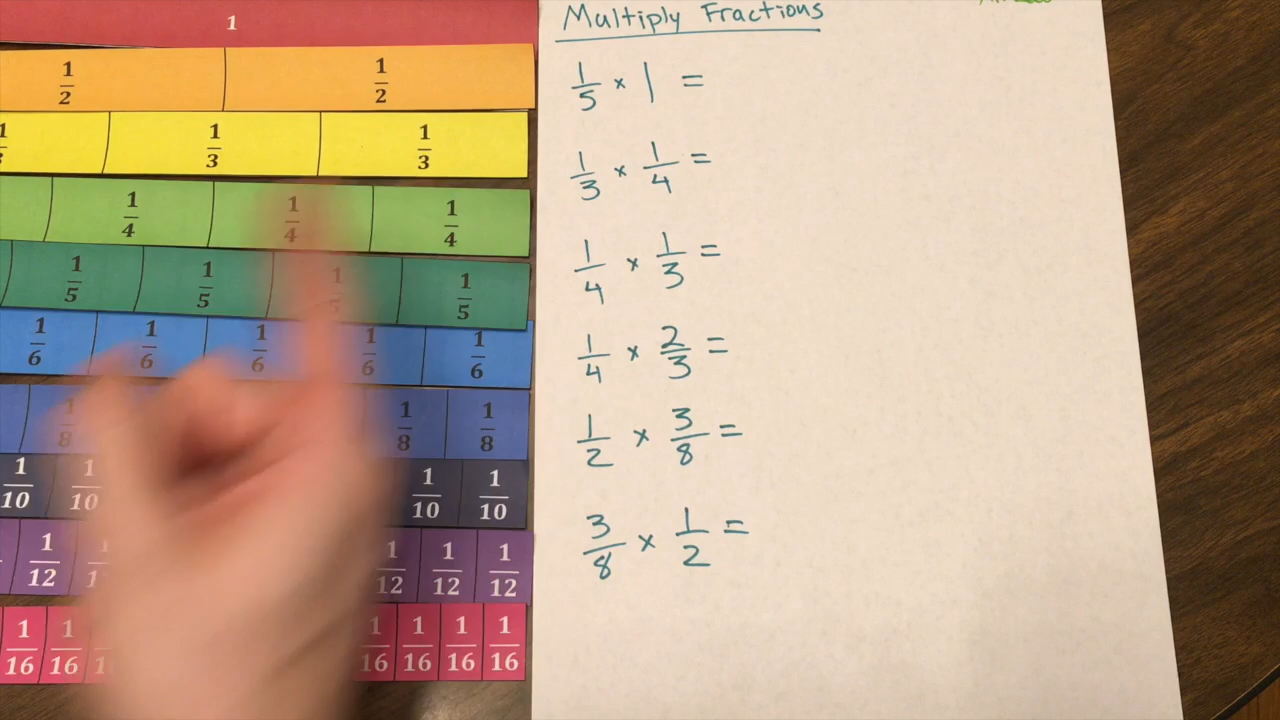 1
1/2 1/2
1/3 1/3
1/4 1/4 1/4
1/5 1/5 1/5 1/5
1/6 1/6 1/6 1/6 1/6
1/8 1/8 1/8
1/10 1/10 1/10 1/10
1/12 1/12 1/12 1/12
1/16 1/16 1/16 1/16 1/16 1/16
Multiply Fractions
1/5 × 1 =
1/3 × 1/4 =
1/4 × 1/3 =
1/4 × 2/3 =
1/2 × 3/8 =
3/8 × 1/2 =